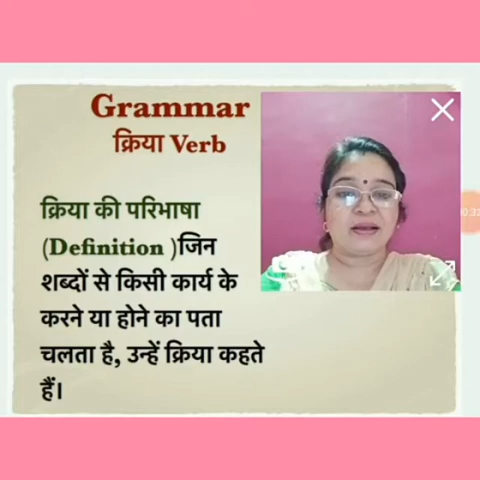 Grammar
क्रिया Verb
क्रिया की परिभाषा
(Definition )जिन
शब्दों से किसी कार्य के
करने या होने का पता
चलता है, उन्हें क्रिया कहते
हैं।